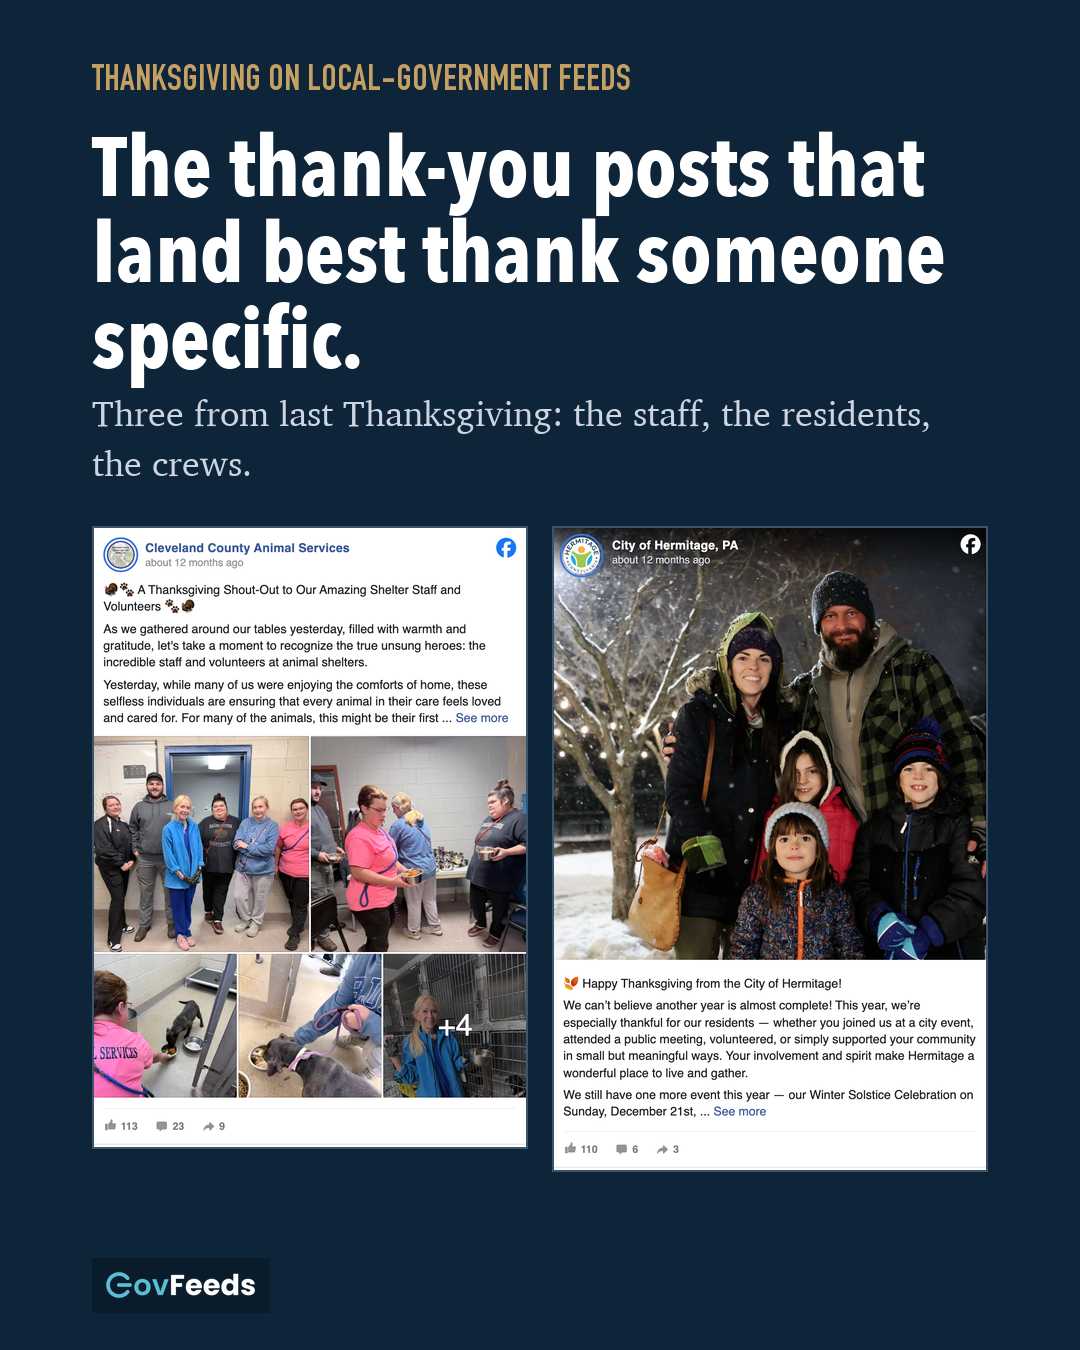 THANKSGIVING ON LOCAL-GOVERNMENT FEEDS
The thank-you posts that
land best thank someone
specific.
Three from last Thanksgiving: the staff, the residents,
the crews.
Cleveland County Animal Services
about 12 months ago
🦃🐾 A Thanksgiving Shout-Out to Our Amazing Shelter Staff and
Volunteers 🐾🦃
As we gathered around our tables yesterday, filled with warmth and
gratitude, let's take a moment to recognize the true unsung heroes: the
incredible staff and volunteers at animal shelters.
Yesterday, while many of us were enjoying the comforts of home, these
selfless individuals are ensuring that every animal in their care feels loved
and cared for. For many of the animals, this might be their first ... See more
L SERVICES
+4
113 23 9
HERMITAGE
City of Hermitage, PA
about 12 months ago
Happy Thanksgiving from the City of Hermitage!
We can't believe another year is almost complete! This year, we're
especially thankful for our residents — whether you joined us at a city event,
attended a public meeting, volunteered, or simply supported your community
in small but meaningful ways. Your involvement and spirit make Hermitage a
wonderful place to live and gather.
We still have one more event this year — our Winter Solstice Celebration on
Sunday, December 21st, ... See more
110 6 3
GovFeeds